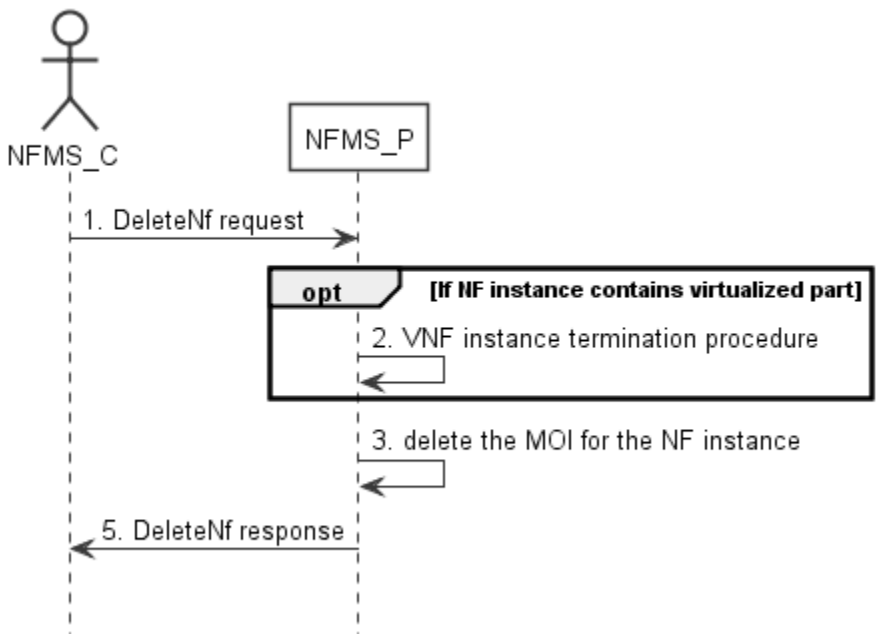 NFMS_C
NFMS_P
1. DeleteNf request
opt
[If NF instance contains virtualized part]
2. VNF instance termination procedure
3. delete the MOI for the NF instance
5. DeleteNf response